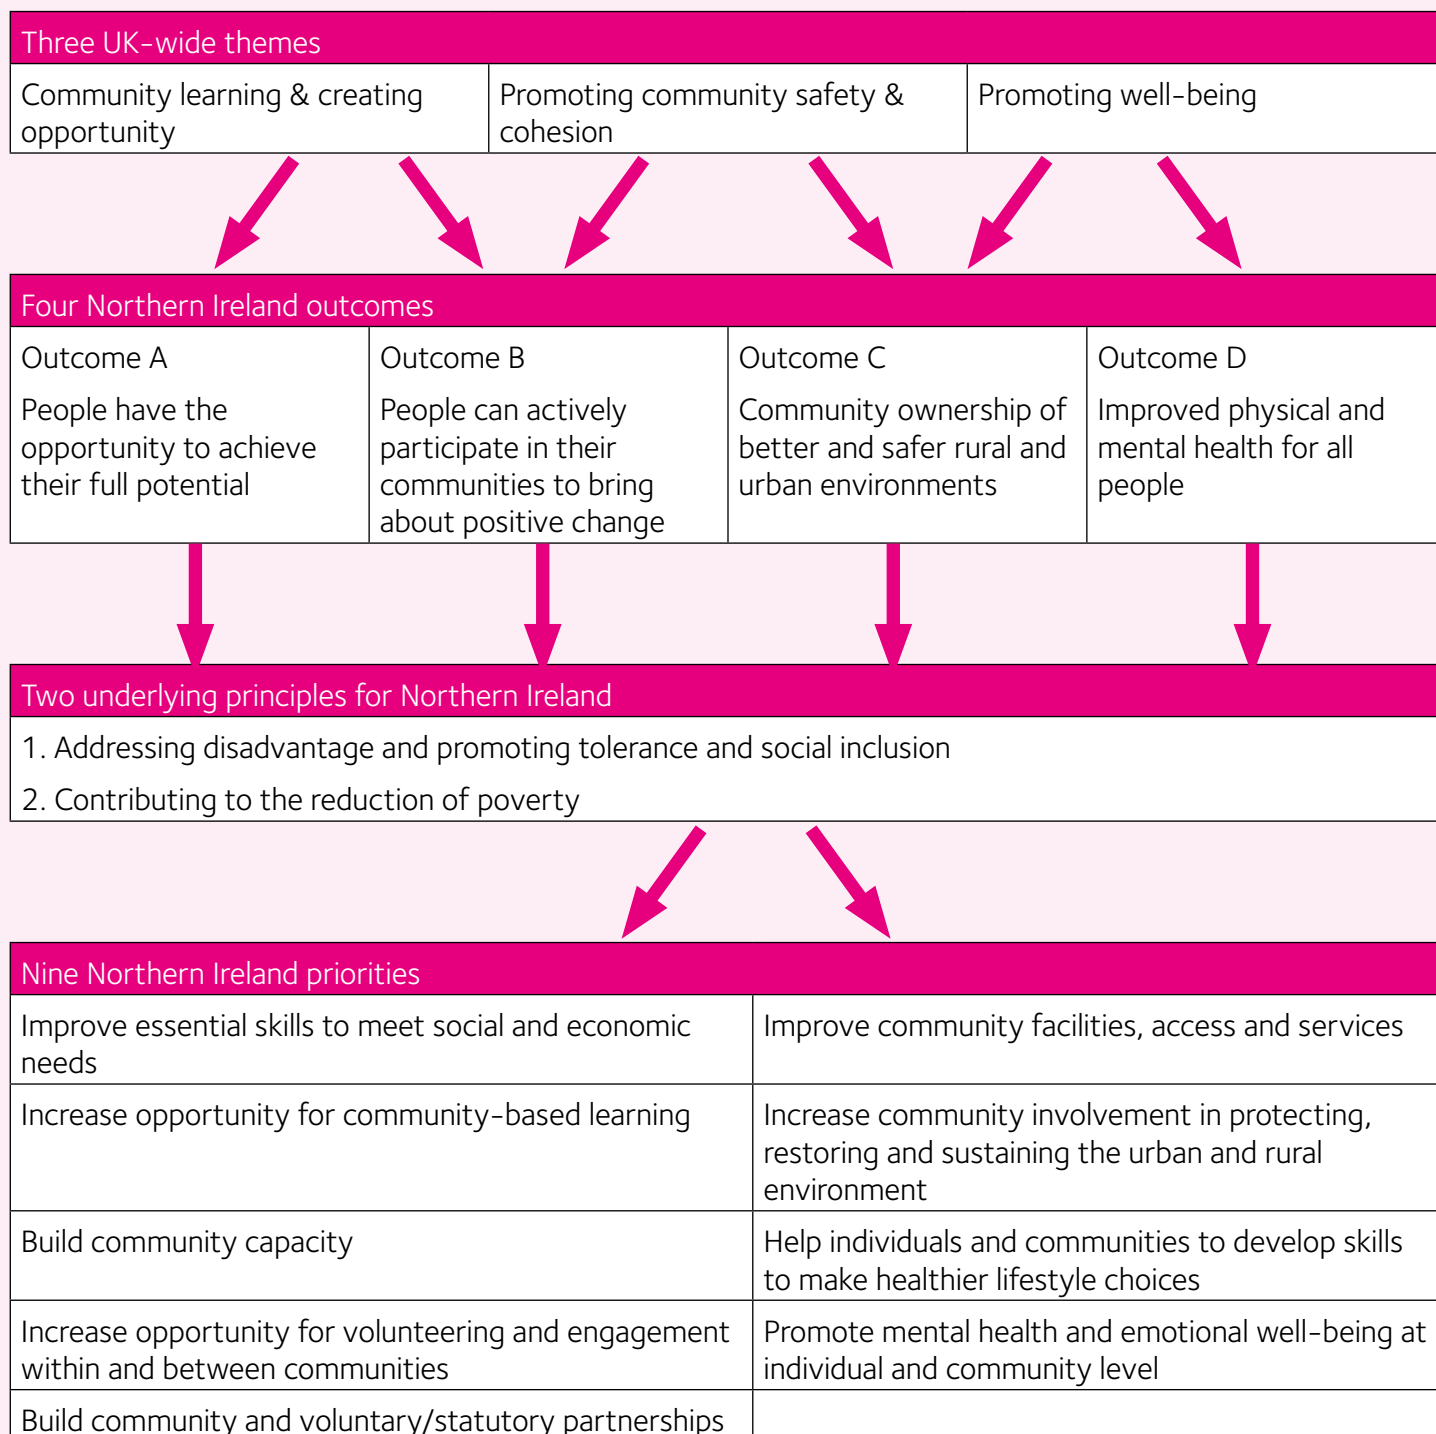 Three UK-wide themes
Community learning & creating
opportunity
Promoting community safety &
cohesion
Promoting well-being
Four Northern Ireland outcomes
Outcome A
People have the
opportunity to achieve
their full potential
Outcome B
People can actively
participate in their
communities to bring
about positive change
Outcome C
Community ownership of
better and safer rural and
urban environments
Outcome D
Improved physical and
mental health for all
people
Two underlying principles for Northern Ireland
1. Addressing disadvantage and promoting tolerance and social inclusion
2. Contributing to the reduction of poverty
Nine Northern Ireland priorities
Improve essential skills to meet social and economic
needs
Improve community facilities, access and services
Increase opportunity for community-based learning
Increase community involvement in protecting,
restoring and sustaining the urban and rural
environment
Build community capacity
Help individuals and communities to develop skills
to make healthier lifestyle choices
Increase opportunity for volunteering and engagement
within and between communities
Promote mental health and emotional well-being at
individual and community level
Build community and voluntary/statutory partnerships